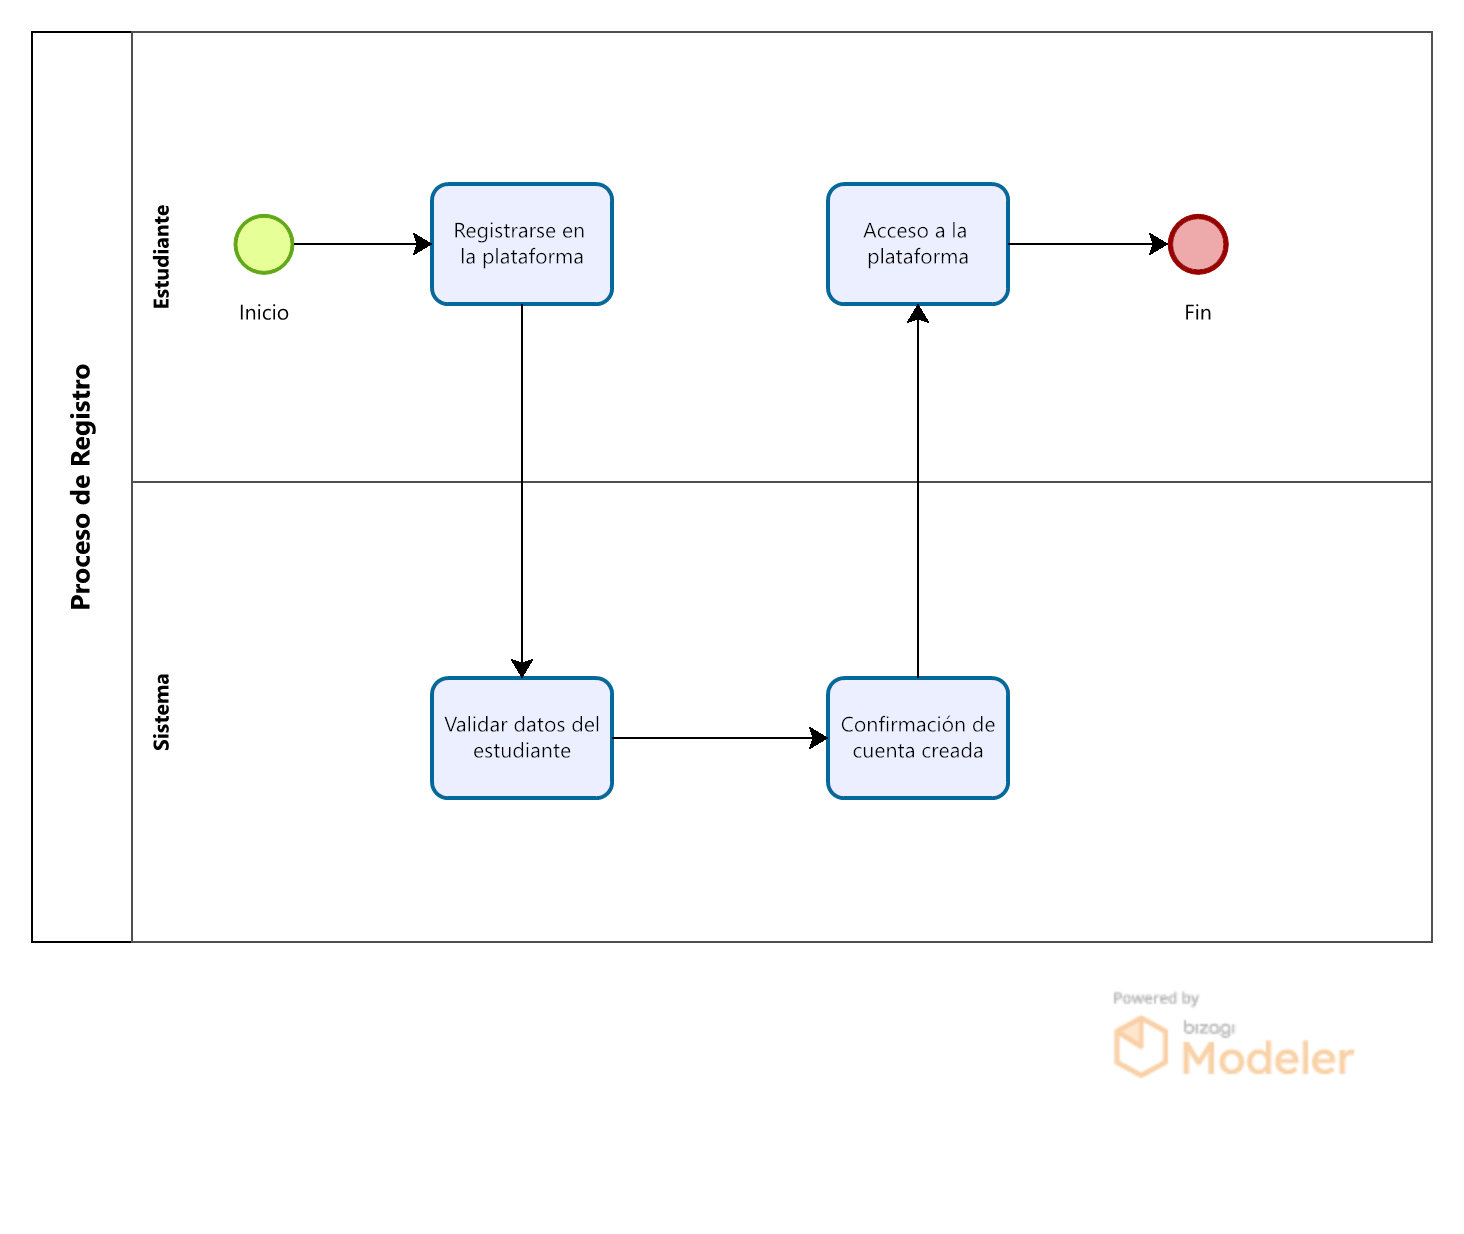 Proceso de Registro
Estudiante
Inicio
Registrarse en
la plataforma
Acceso a la
plataforma
Fin
Sistema
Validar datos del
estudiante
Confirmación de
cuenta creada
Powered by
bizagi
Modeler